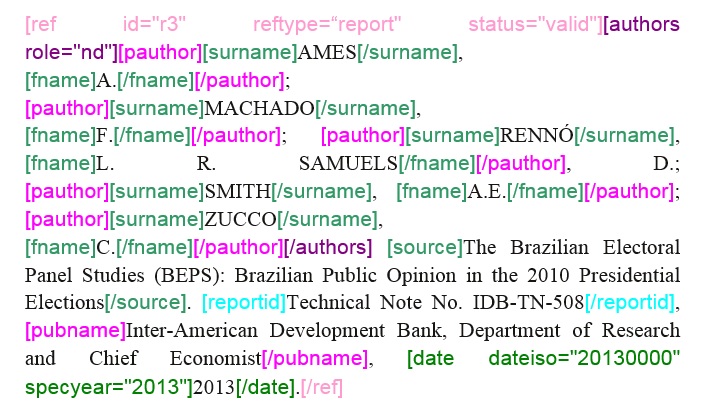 [ref id="r3" reftype=“report" status="valid"][authors
role="nd"][pauthor][surname]AMES[/surname],
[fname]A.[/fname][/pauthor];
[pauthor][surname]MACHADO[/surname],
[fname]F.[/fname][/pauthor]; [pauthor][surname]RENNÓ[/surname],
[fname]L. R. SAMUELS[/fname][/pauthor], D.;
[pauthor][surname]SMITH[/surname], [fname]A.E.[/fname][/pauthor];
[pauthor][surname]ZUCCO[/surname],
[fname]C.[/fname][/pauthor][/authors] [source]The Brazilian Electoral
Panel Studies (BEPS): Brazilian Public Opinion in the 2010 Presidential
Elections[/source]. [reportid]Technical Note No. IDB-TN-508[/reportid],
[pubname]Inter-American Development Bank, Department of Research
and Chief Economist[/pubname], [date dateiso="20130000"
specyear="2013"]2013[/date].[/ref]